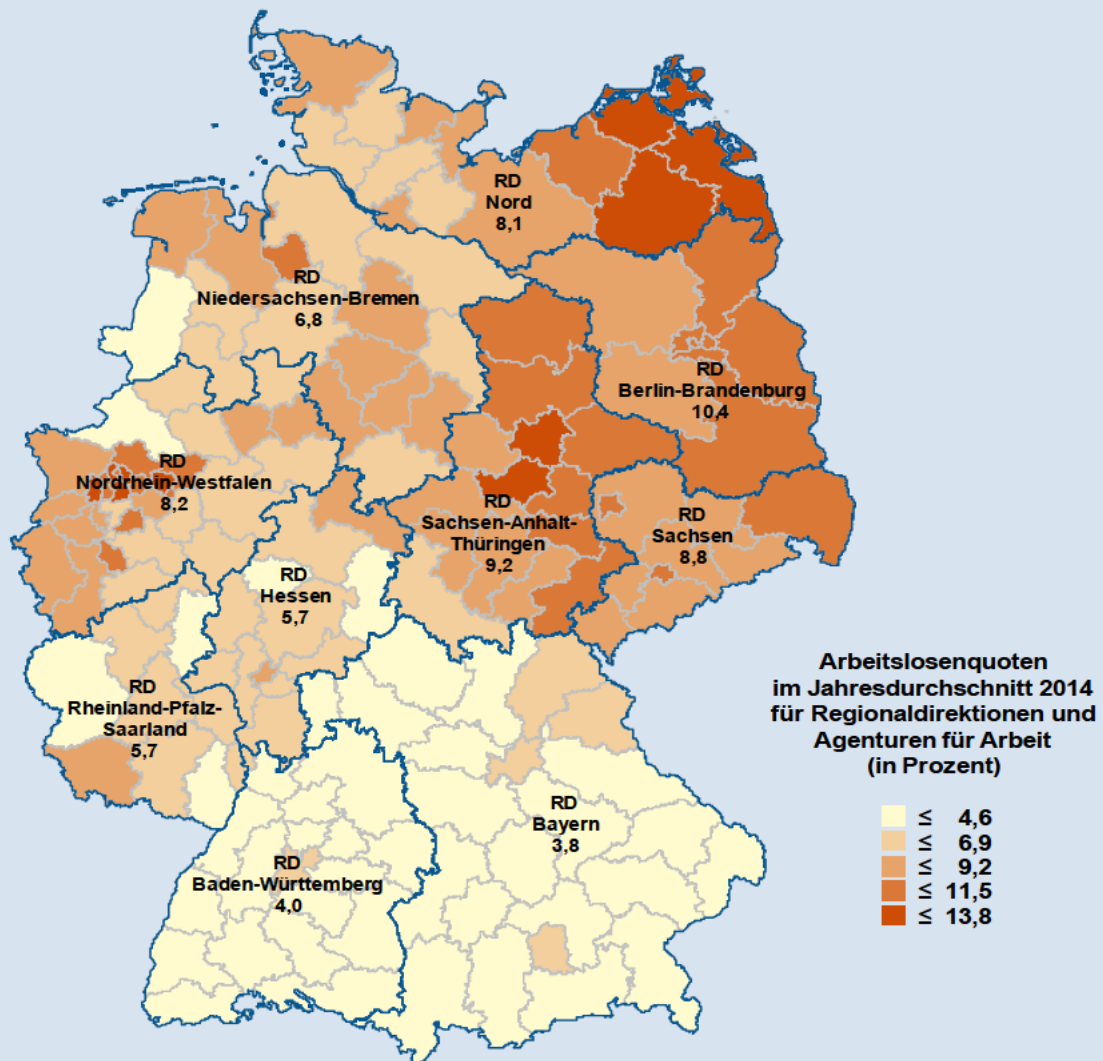 RD
Nord
8,1
RD
Niedersachsen-Bremen
6,8
RD
Berlin-Brandenburg
10,4
RD
Nordrhein-Westfalen
8,2
RD
Sachsen-Anhalt-
Thüringen
9,2
RD
Sachsen
8,8
RD
Hessen
5,7
RD
Rheinland-Pfalz-
Saarland
5,7
RD
Bayern
3,8
RD
Baden-Württemberg
4,0
Arbeitslosenquoten
im Jahresdurchschnitt 2014
für Regionaldirektionen und
Agenturen für Arbeit
(in Prozent)
≤ 4,6
≤ 6,9
≤ 9,2
≤ 11,5
≤ 13,8